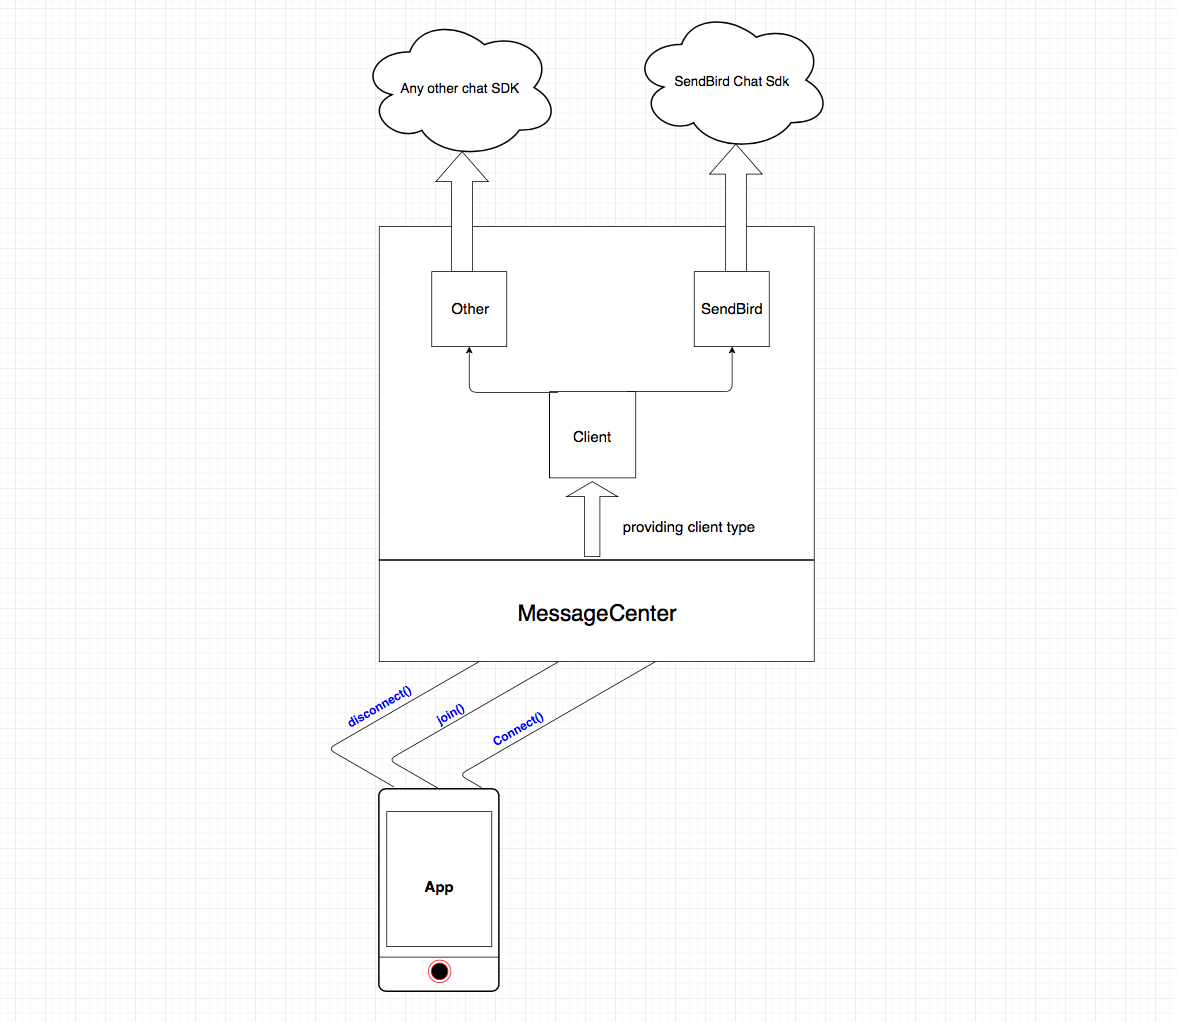 Any other chat SDK
SendBird Chat Sdk
Other
SendBird
Client
providing client type
MessageCenter
disconnect()
join()
Connect()
App